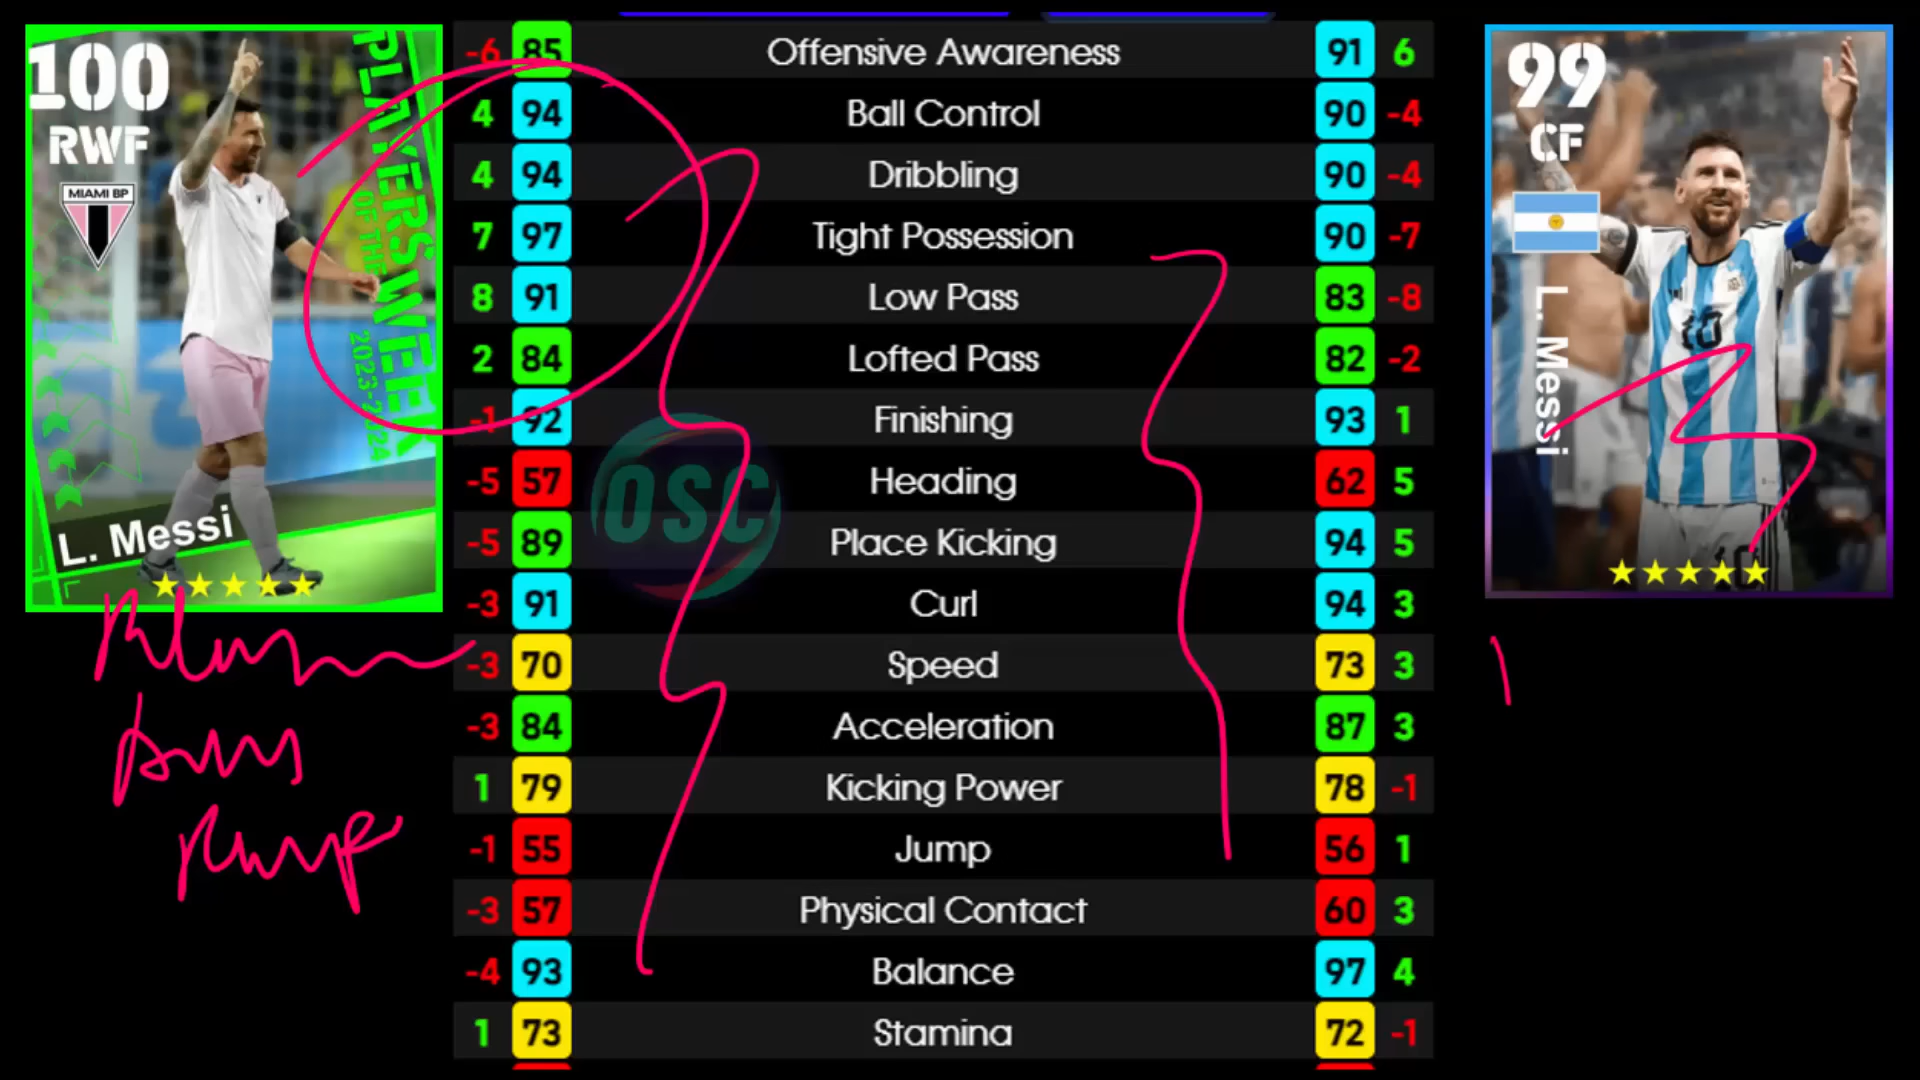 100
RWF
MIAMI BP
PLAYERS WEEK
OF THE
2023-2024
L. Messi
-6 85 Offensive Awareness 91 6
4 94 Ball Control 90 -4
4 94 Dribbling 90 -4
7 97 Tight Possession 90 -7
8 91 Low Pass 83 -8
2 84 Lofted Pass 82 -2
-1 92 Finishing 93 1
-5 57 Heading 62 5
-5 89 Place Kicking 94 5
-3 91 Curl 94 3
-3 70 Speed 73 3
-3 84 Acceleration 87 3
1 79 Kicking Power 78 -1
-1 55 Jump 56 1
-3 57 Physical Contact 60 3
-4 93 Balance 97 4
1 73 Stamina 72 -1
OSC
99
CF
L. Messi
10